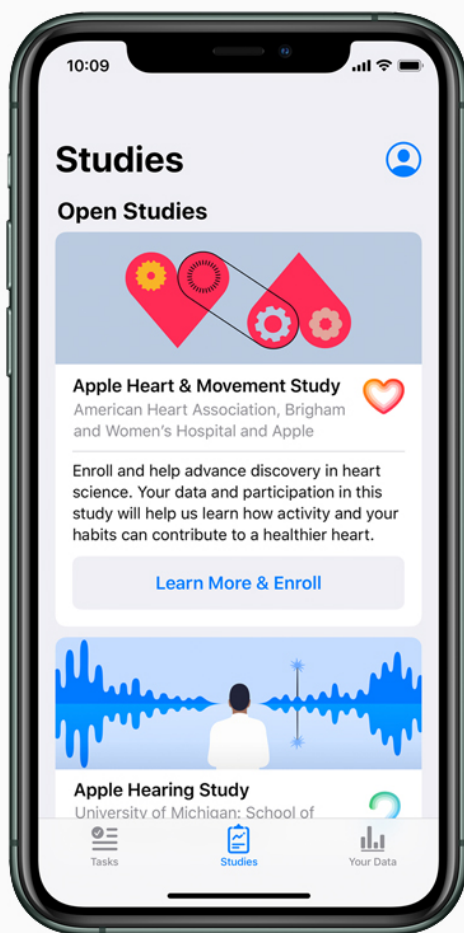 10:09
Studies
Open Studies
Apple Heart & Movement Study
American Heart Association, Brigham
and Women's Hospital and Apple
Enroll and help advance discovery in heart
science. Your data and participation in this
study will help us learn how activity and your
habits can contribute to a healthier heart.
Learn More & Enroll
Apple Hearing Study
University of Michigan: School of
Tasks
Studies
Your Data